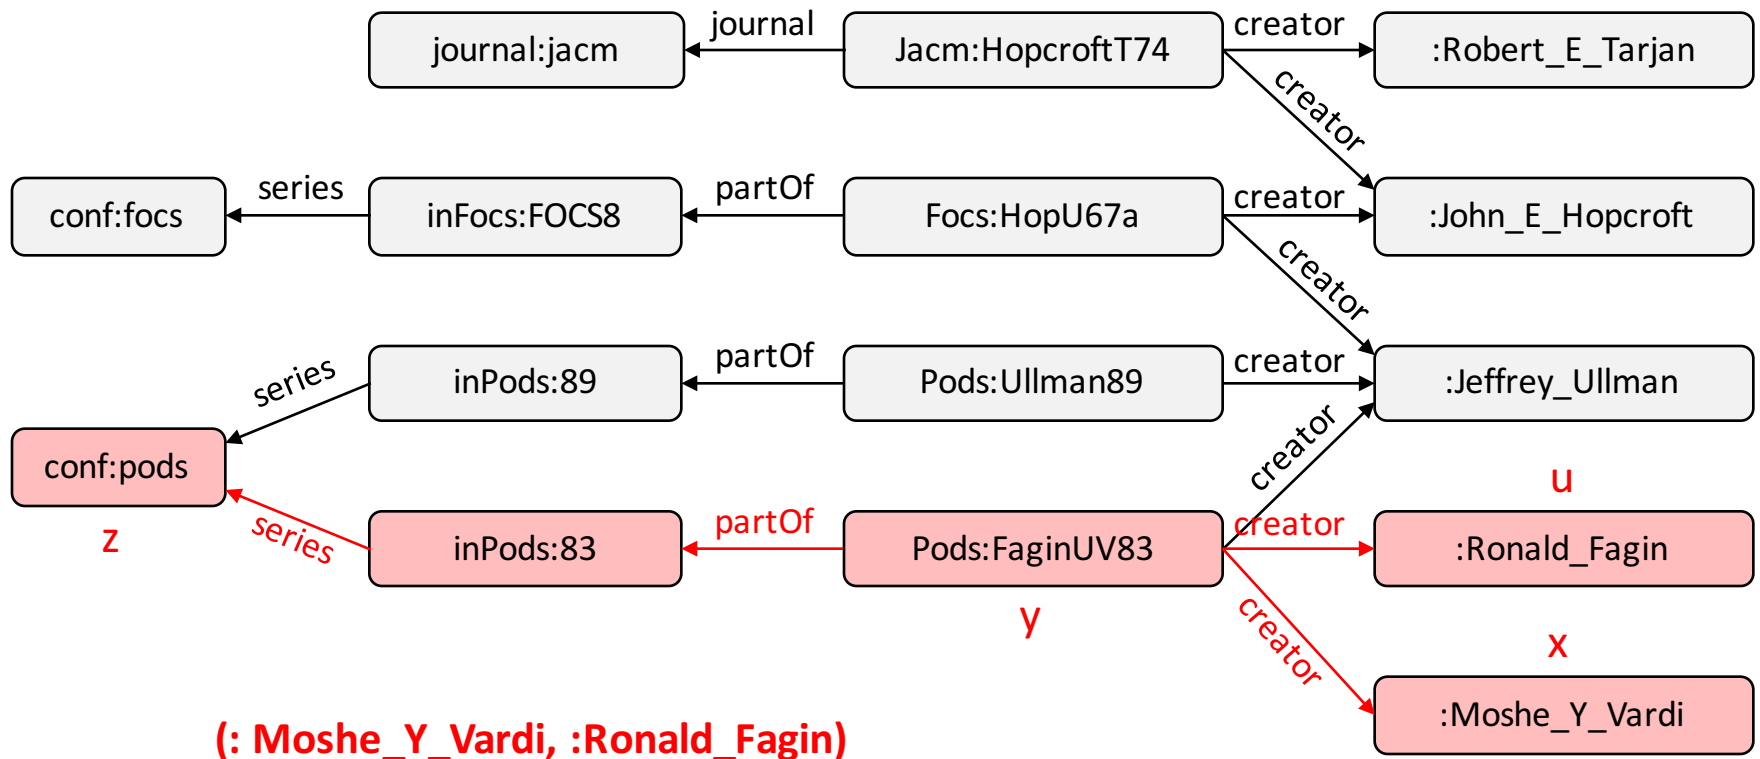 journal:jacm
journal
Jacm:HopcroftT74
creator
:Robert_E_Tarjan
creator
conf:focs
series
inFocs:FOCS8
partOf
Focs:HopU67a
creator
:John_E_Hopcroft
creator
series
inPods:89
partOf
Pods:Ullman89
creator
:Jeffrey_Ullman
creator
conf:pods
z
series
inPods:83
partOf
Pods:FaginUV83
y
creator
u
:Ronald_Fagin
creator
x
:Moshe_Y_Vardi
(: Moshe_Y_Vardi, :Ronald_Fagin)